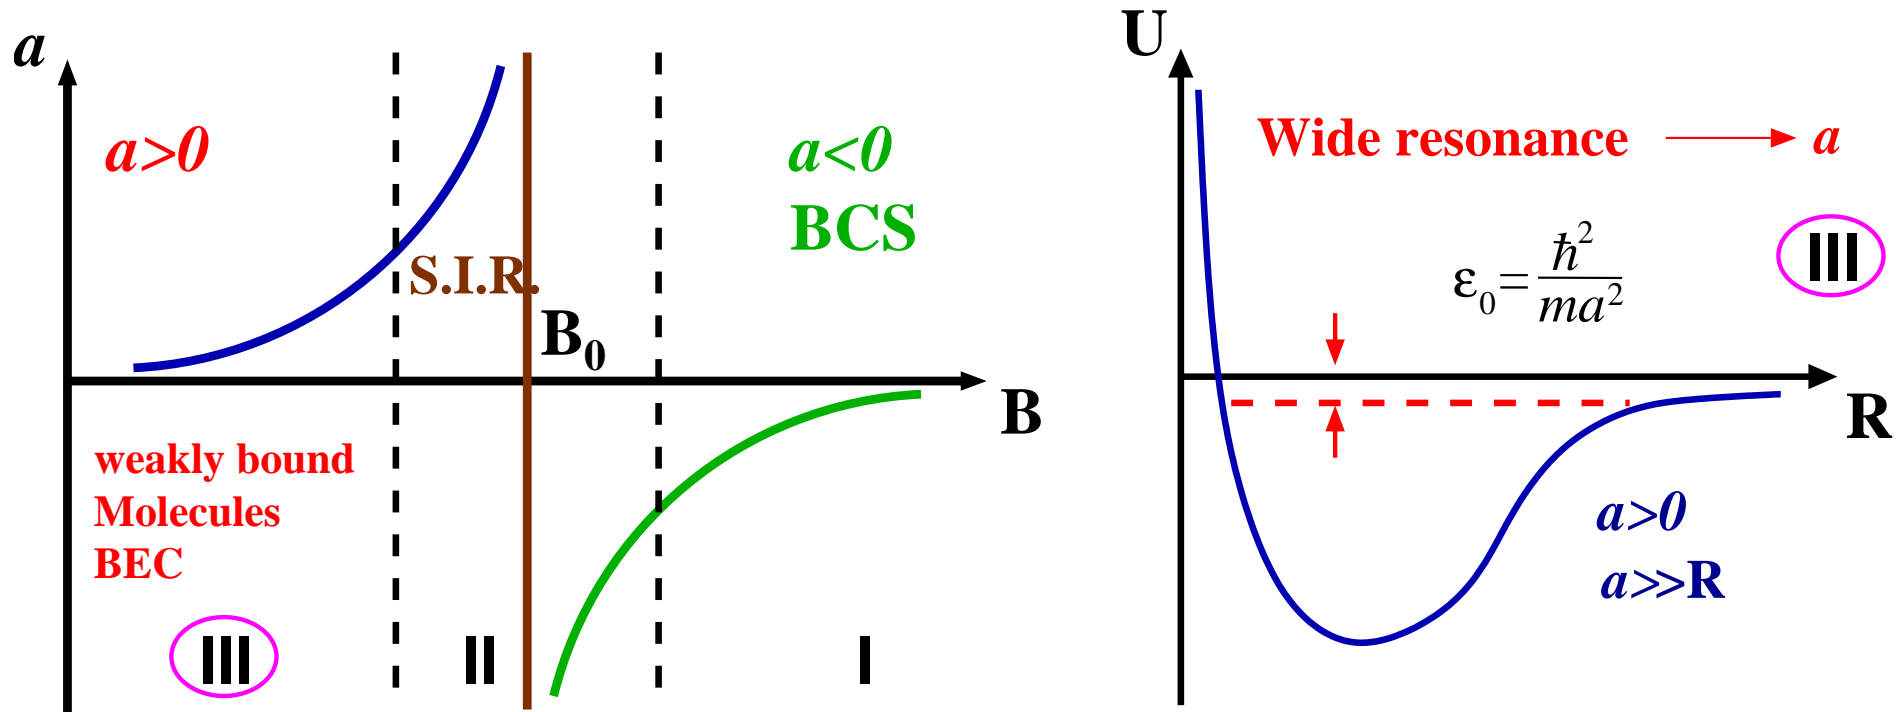 a
a>0
a<0
BCS
S.I.R.
B₀
B
weakly bound
Molecules
BEC
III
II
I
U
Wide resonance → a
III
ε₀ = ħ²/ma²
R
a>0
a>>R